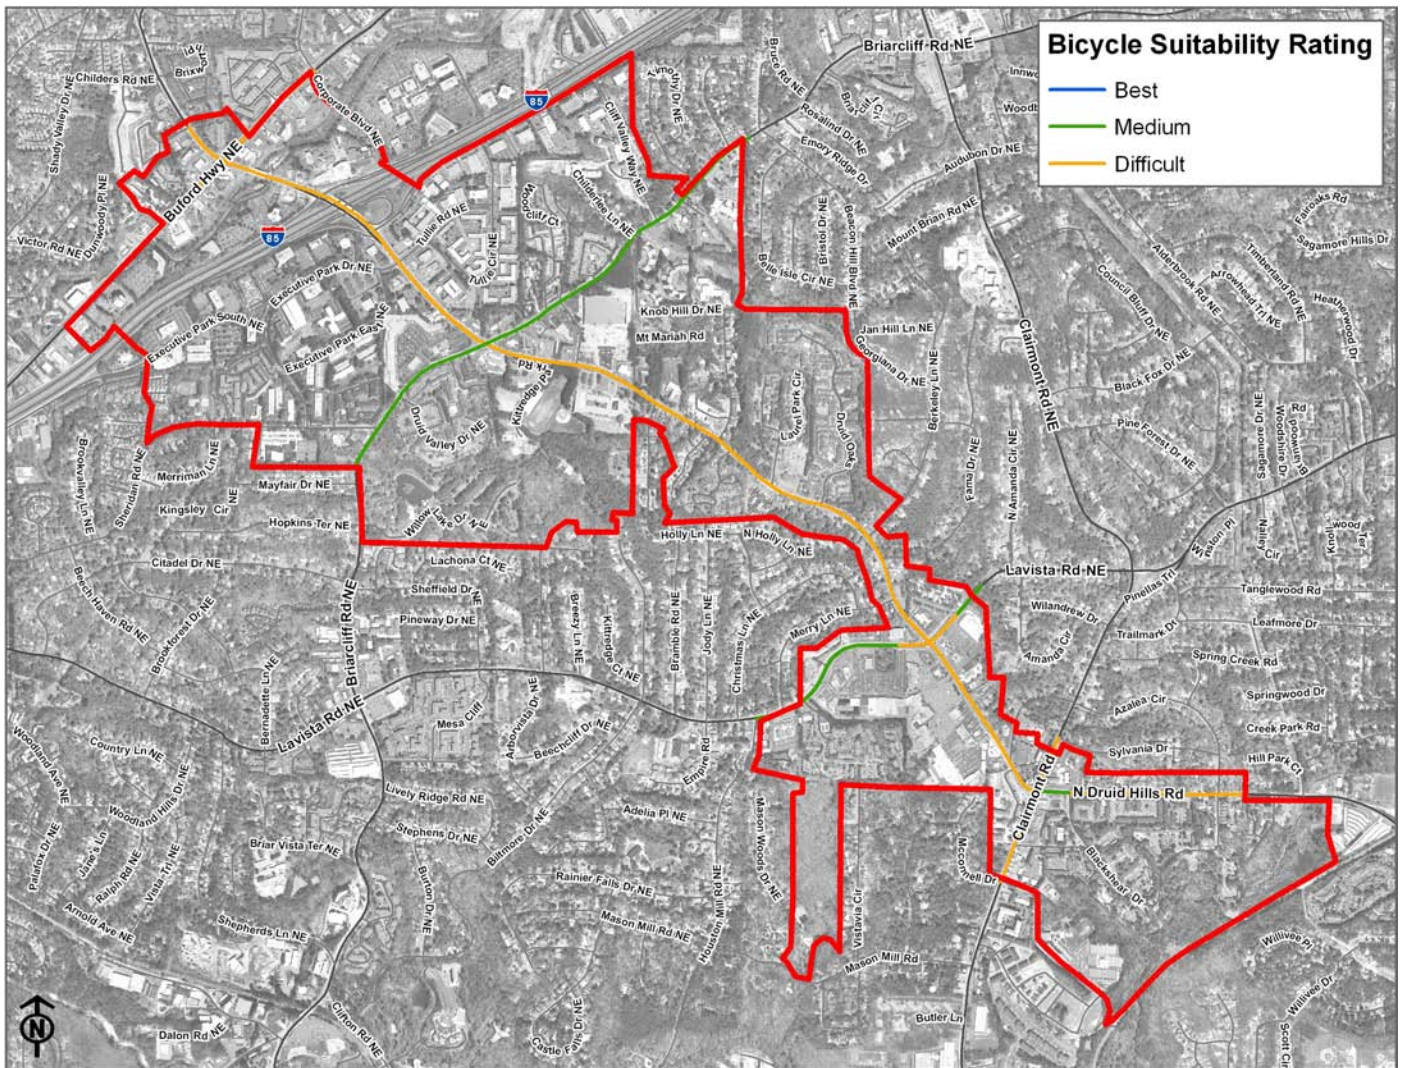 Bicycle Suitability Rating
Best
Medium
Difficult
Childers Rd NE
Shady Valley Dr NE
Corporate Blvd NE
85
Timothy Dr NE
Bruce Rd NE
Briarcliff Rd NE
Rosalind Dr NE
Emory Ridge Dr
Audubon Dr NE
Cliff Valley Way NE
Buford Hwy NE
Dunwoody Pl NE
Victor Rd NE
85
Childerlee Ln NE
Tullie Rd NE
Tullie Cir NE
Bristol Dr NE
Beacon Hill Blvd NE
Mount Brian Rd NE
Fairoaks Rd
Sagamore Hills Dr
Belle Isle Cir NE
Executive Park Dr NE
Executive Park South NE
Executive Park East NE
Knob Hill Dr NE
Mt Mariah Rd
Jan Hill Ln NE
Georgiana Dr NE
Berkeley Ln NE
Clairmont Rd NE
Council Bluff Dr NE
Alderbrook Rd NE
Arrowhead Trl NE
Timberland Rd NE
Heatherwood Dr
Black Fox Dr NE
Pine Forest Dr NE
Sagamore Dr NE
Woodshire Dr
Brentwood Rd
Kittredge Park Rd
Druid Valley Dr NE
Laurel Park Cir
Druid Oaks
Famal Dr NE
N Amanda Cir NE
Brookvalley Ln NE
Sheridan Rd NE
Merriman Ln NE
Mayfair Dr NE
Kingsley Cir NE
Hopkins Ter NE
Willow Lake Dr NE
Citadel Dr NE
Lachona Ct NE
Holly Ln NE
N Holly Ln NE
Winston Pl
Nalley Cir
Knollwood Ter
Lavista Rd NE
Pinellas Trl
Tanglewood Rd
Beech Haven Rd NE
Brookforest Dr NE
Briarcliff Rd NE
Sheffield Dr NE
Pineway Dr NE
Breezy Ln NE
Kittredge Ct NE
Bramble Rd NE
Jody Ln NE
Christmas Ln NE
Merry Ln NE
Wilandrew Dr
Amanda Cir
Trailmark Dr
Leafmore Dr
Spring Creek Rd
Springwood Dr
Azalea Cir
Creek Park Rd
Sylvania Dr
Hill Park Ct
Bernadette Ln NE
Lavista Rd NE
Mesa Cliff
Arborvista Dr NE
Beechcliff Dr NE
Empire Rd
Woodland Ave NE
Country Ln NE
Woodland Hills Dr NE
Lively Ridge Rd NE
Adelia Pl NE
Clairmont Rd
N Druid Hills Rd
Palafox Dr NE
Jane's Ln
Ralph Rd NE
Vista Trl NE
Briar Vista Ter NE
Stephens Dr NE
Biltmore Dr NE
Mason Woods Dr NE
Mcconnell Dr
Blackshear Dr
Arnold Ave NE
Shepherds Ln NE
Burton Dr NE
Rainier Falls Dr NE
Mason Mill Rd NE
Houston Mill Rd NE
Vistavia Cir
Mason Mill Rd
Willivee Pl
Willivee Dr
N
Dalon Rd NE
Clifton Rd NE
Castle Falls Dr NE
Butler Ln
Scott Cir